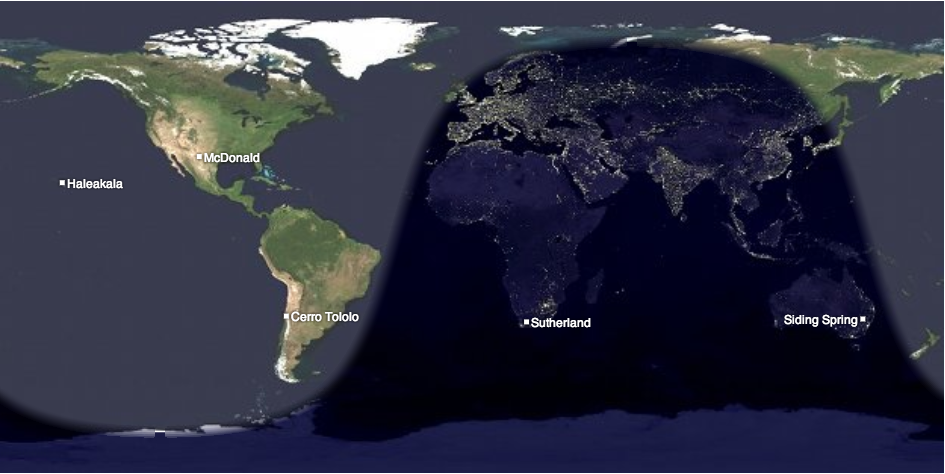 McDonald
Haleakala
Cerro Tololo
Siding Spring
Sutherland